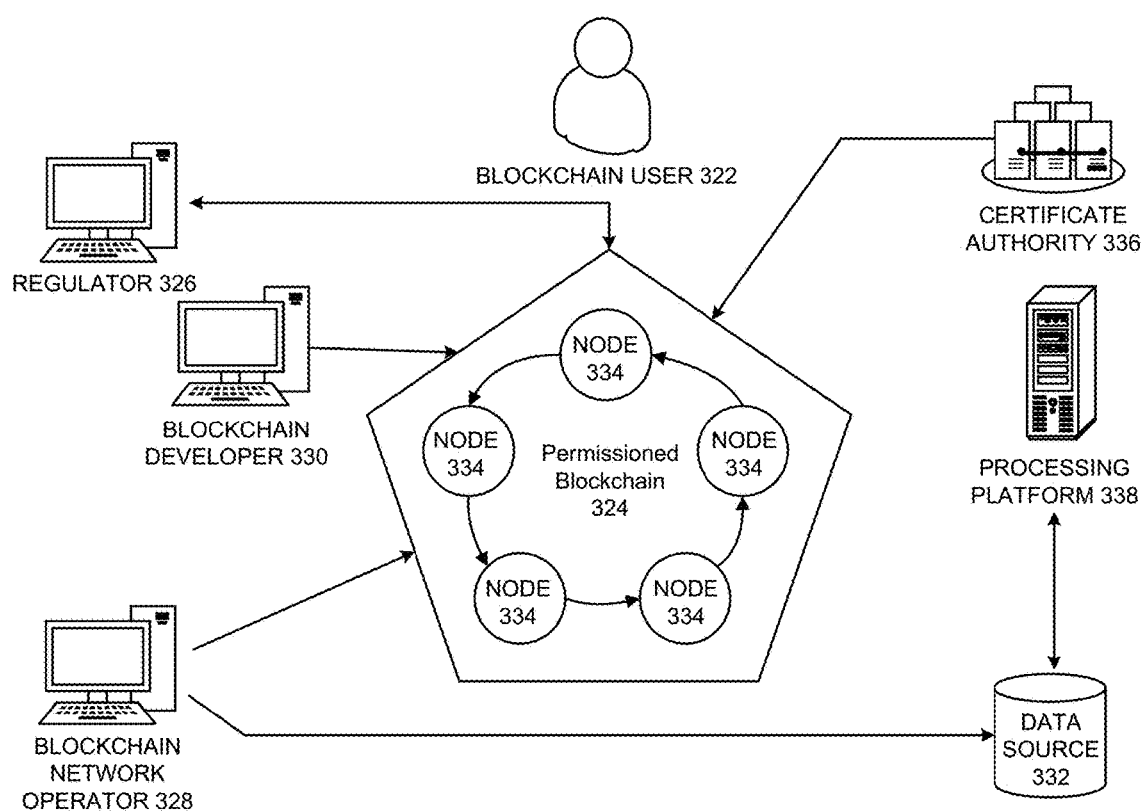 BLOCKCHAIN USER 322
CERTIFICATE
AUTHORITY 336
REGULATOR 326
BLOCKCHAIN
DEVELOPER 330
NODE
334
NODE
334
NODE
334
Permissioned
Blockchain
324
NODE
334
NODE
334
PROCESSING
PLATFORM 338
BLOCKCHAIN
NETWORK
OPERATOR 328
DATA
SOURCE
332